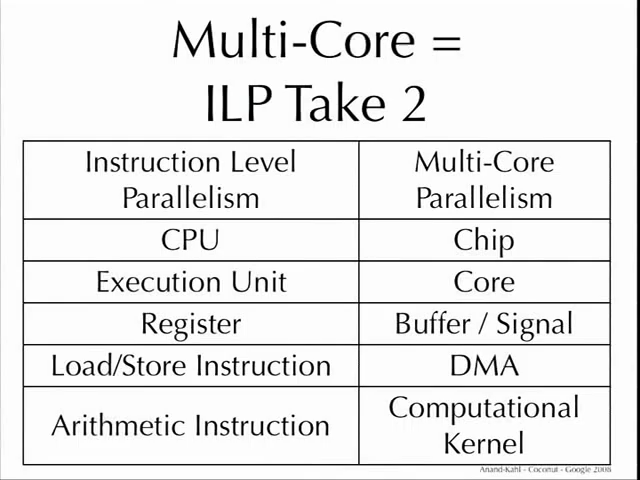 Multi-Core =
ILP Take 2
Instruction Level Multi-Core
Parallelism Parallelism
CPU Chip
Execution Unit Core
Register Buffer / Signal
Load/Store Instruction DMA
Arithmetic Instruction Computational
Kernel
Anand-Kahl - Coconut - Google 2008